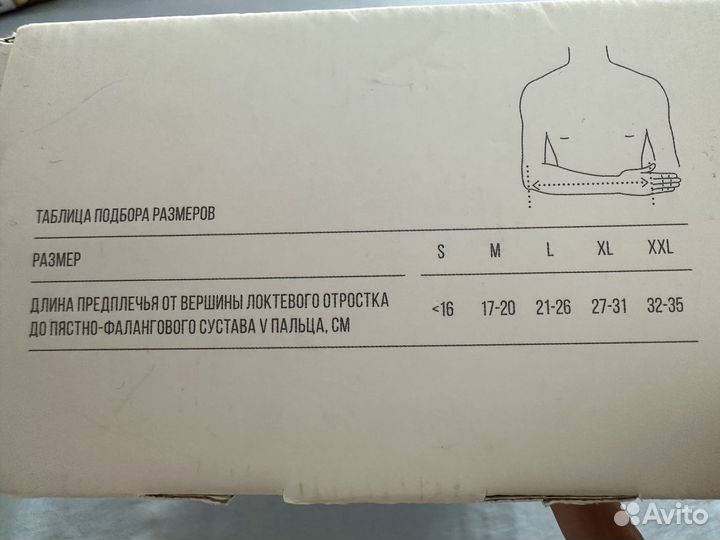 ТАБЛИЦА ПОДБОРА РАЗМЕРОВ
РАЗМЕР S M L XL XXL
ДЛИНА ПРЕДПЛЕЧЬЯ ОТ ВЕРШИНЫ ЛОКТЕВОГО ОТРОСТКА
ДО ПЯСТНО-ФАЛАНГОВОГО СУСТАВА V ПАЛЬЦА, СМ <16 17-20 21-26 27-31 32-35
Avito